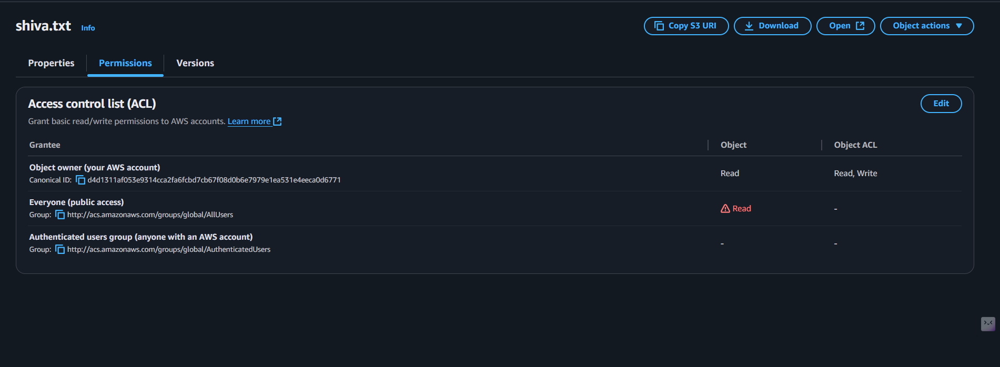 shiva.txt Info
Copy S3 URI Download Open Object actions
Properties Permissions Versions
Access control list (ACL)
Edit
Grant basic read/write permissions to AWS accounts. Learn more
Grantee Object Object ACL
Object owner (your AWS account)
Canonical ID: d4d1311af053e9314cca2fa6fcbd7cb67f08d0b6e7979e1ea531e4eeca0d6771
Read Read, Write
Everyone (public access)
Group: http://acs.amazonaws.com/groups/global/AllUsers
Read -
Authenticated users group (anyone with an AWS account)
Group: http://acs.amazonaws.com/groups/global/AuthenticatedUsers
- -